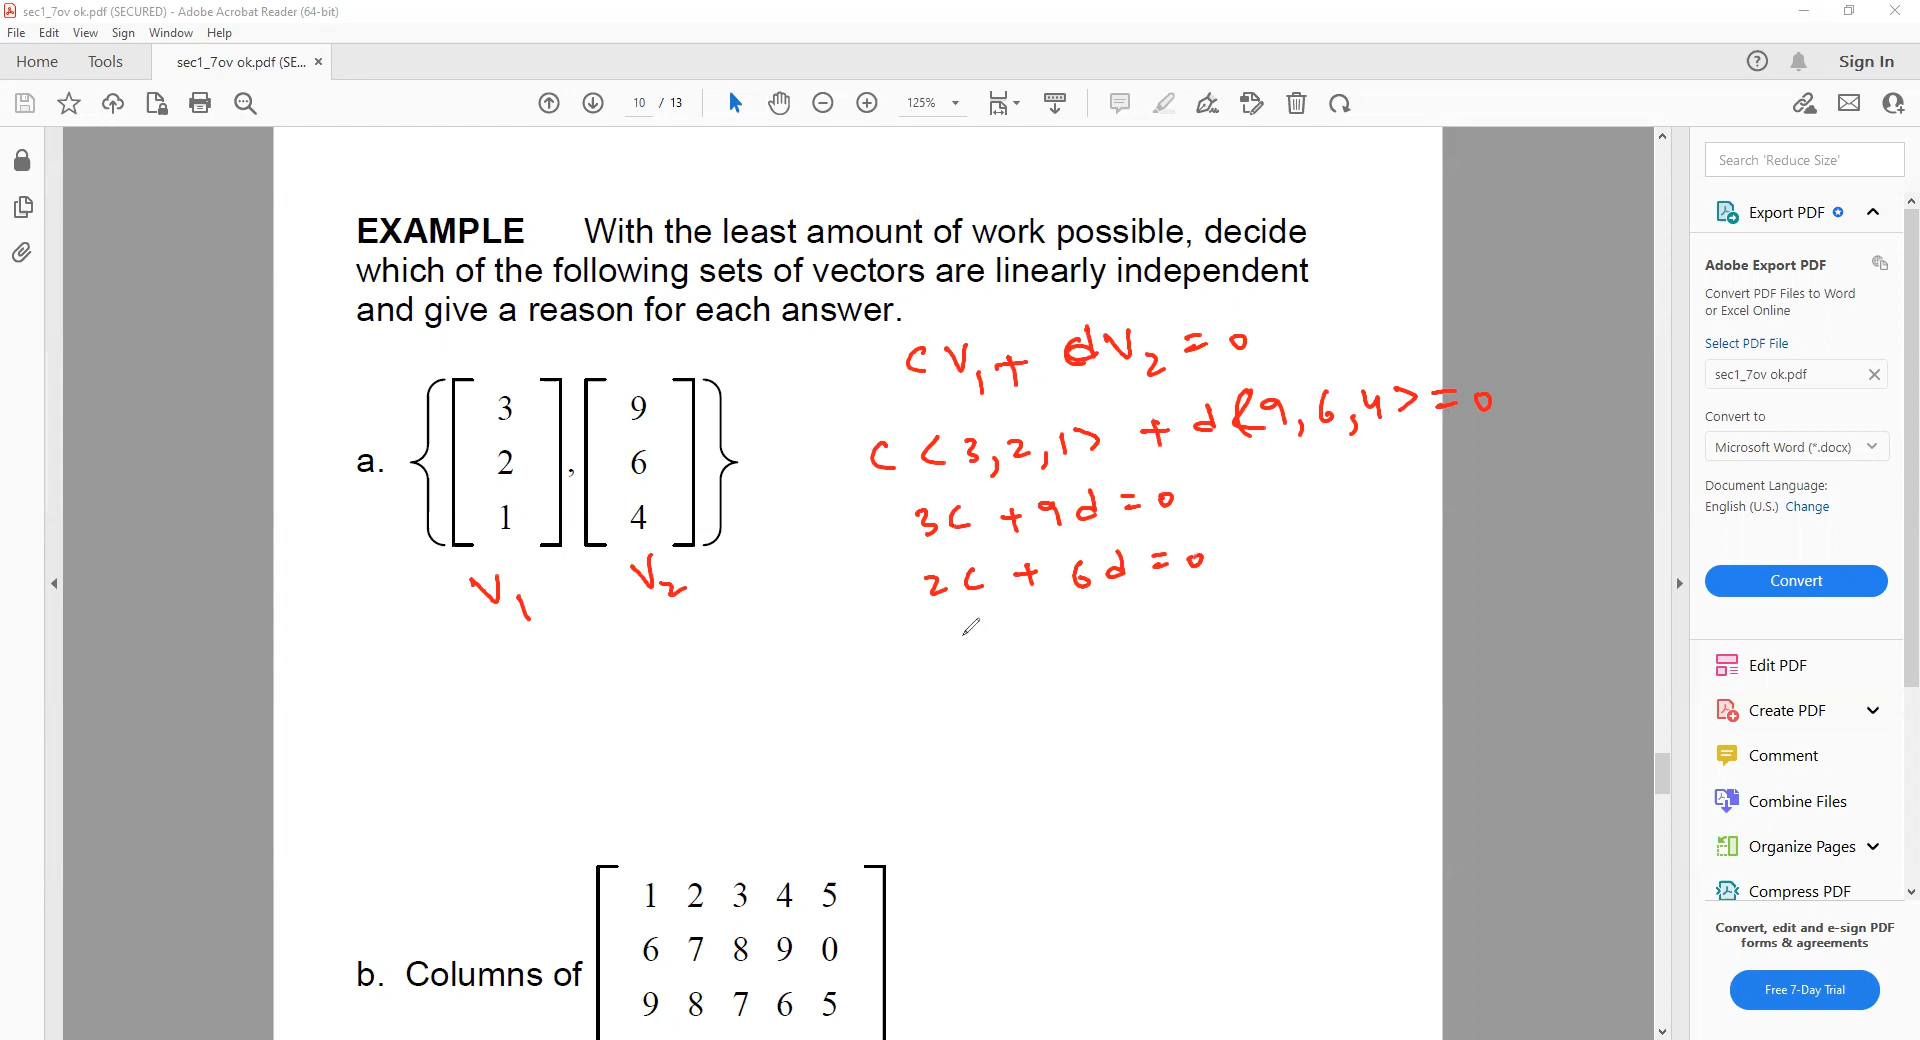 sec1_7ov ok.pdf (SECURED) - Adobe Acrobat Reader (64-bit)
File Edit View Sign Window Help
Home Tools sec1_7ov ok.pdf (SE... × Sign In
10 / 13 125%
EXAMPLE With the least amount of work possible, decide
which of the following sets of vectors are linearly independent
and give a reason for each answer.
c V₁ + d V₂ = 0
a. { [ 3 2 1 ] , [ 9 6 4 ] }
V₁ V₂
c < 3, 2, 1 > + d < 9, 6, 4 > = 0
3c + 9d = 0
2c + 6d = 0
b. Columns of
1 2 3 4 5
6 7 8 9 0
9 8 7 6 5
Search 'Reduce Size'
Export PDF
Adobe Export PDF
Convert PDF Files to Word
or Excel Online
Select PDF File
sec1_7ov ok.pdf
Convert to
Microsoft Word (*.docx)
Document Language:
English (U.S.) Change
Convert
Edit PDF
Create PDF
Comment
Combine Files
Organize Pages
Compress PDF
Convert, edit and e-sign PDF
forms & agreements
Free 7-Day Trial